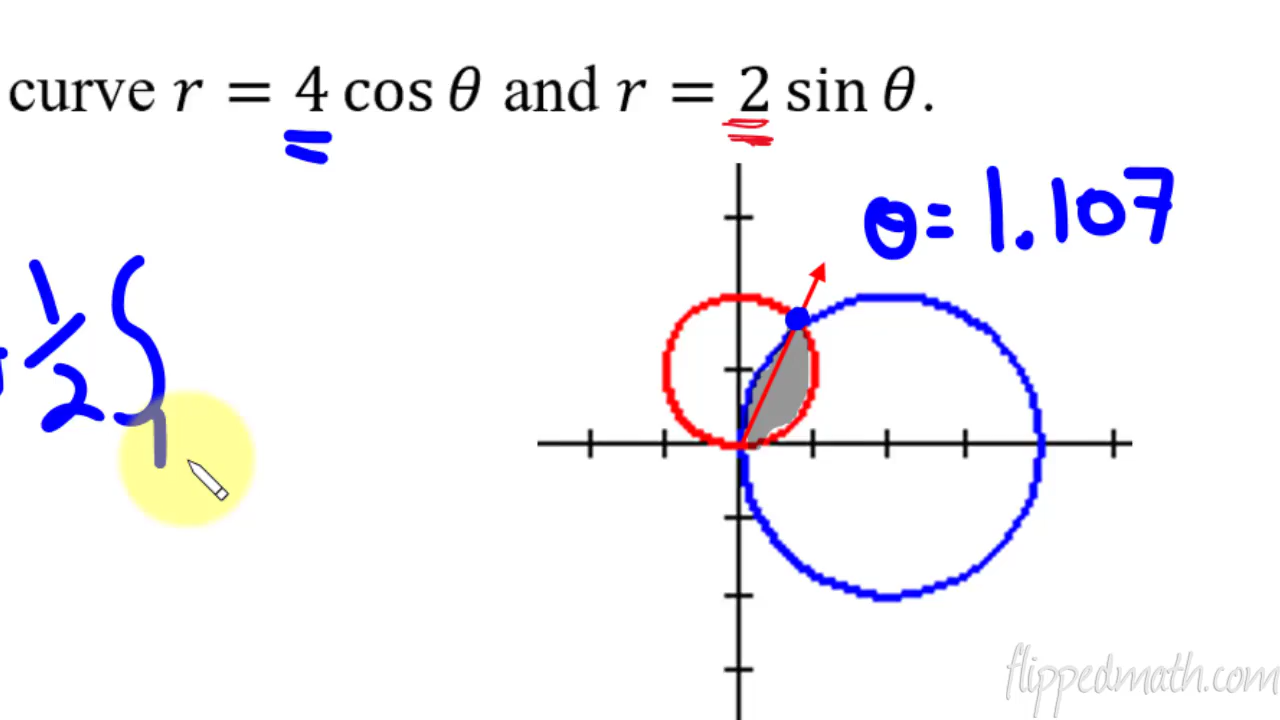 curve r = 4 cos θ and r = 2 sin θ.
θ = 1.107
+ 1/2 ∫
flippedmath.com